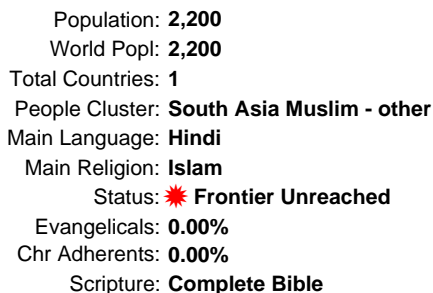 Population: 2,200
World Popl: 2,200
Total Countries: 1
People Cluster: South Asia Muslim - other
Main Language: Hindi
Main Religion: Islam
Status: Frontier Unreached
Evangelicals: 0.00%
Chr Adherents: 0.00%
Scripture: Complete Bible